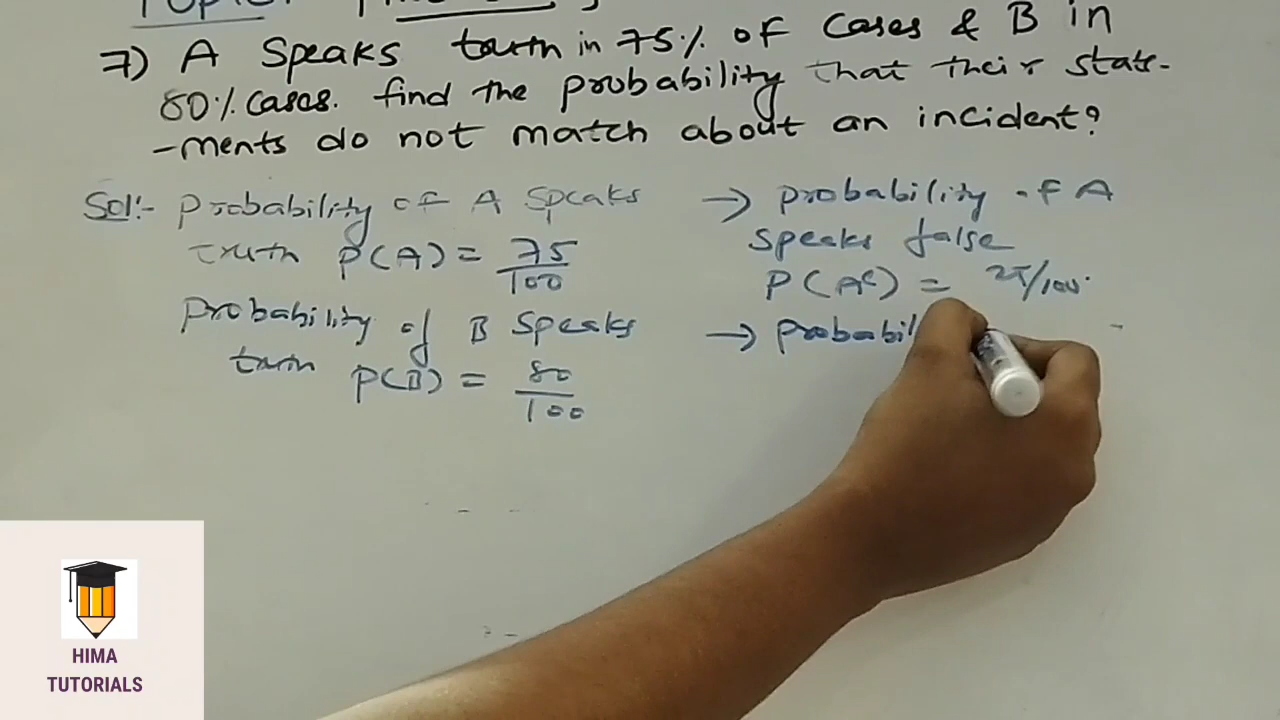 7) A Speaks truth in 75% of Cases & B in
80% cases. find the probability that their state-
-ments do not match about an incident?
Sol:- Probability of A Speaks
truth P(A) = 75/100
Probability of B Speaks
truth P(B) = 80/100
→ probability of A
speaks false
P(Aᶜ) = 25/100.
→ probabil
HIMA
TUTORIALS